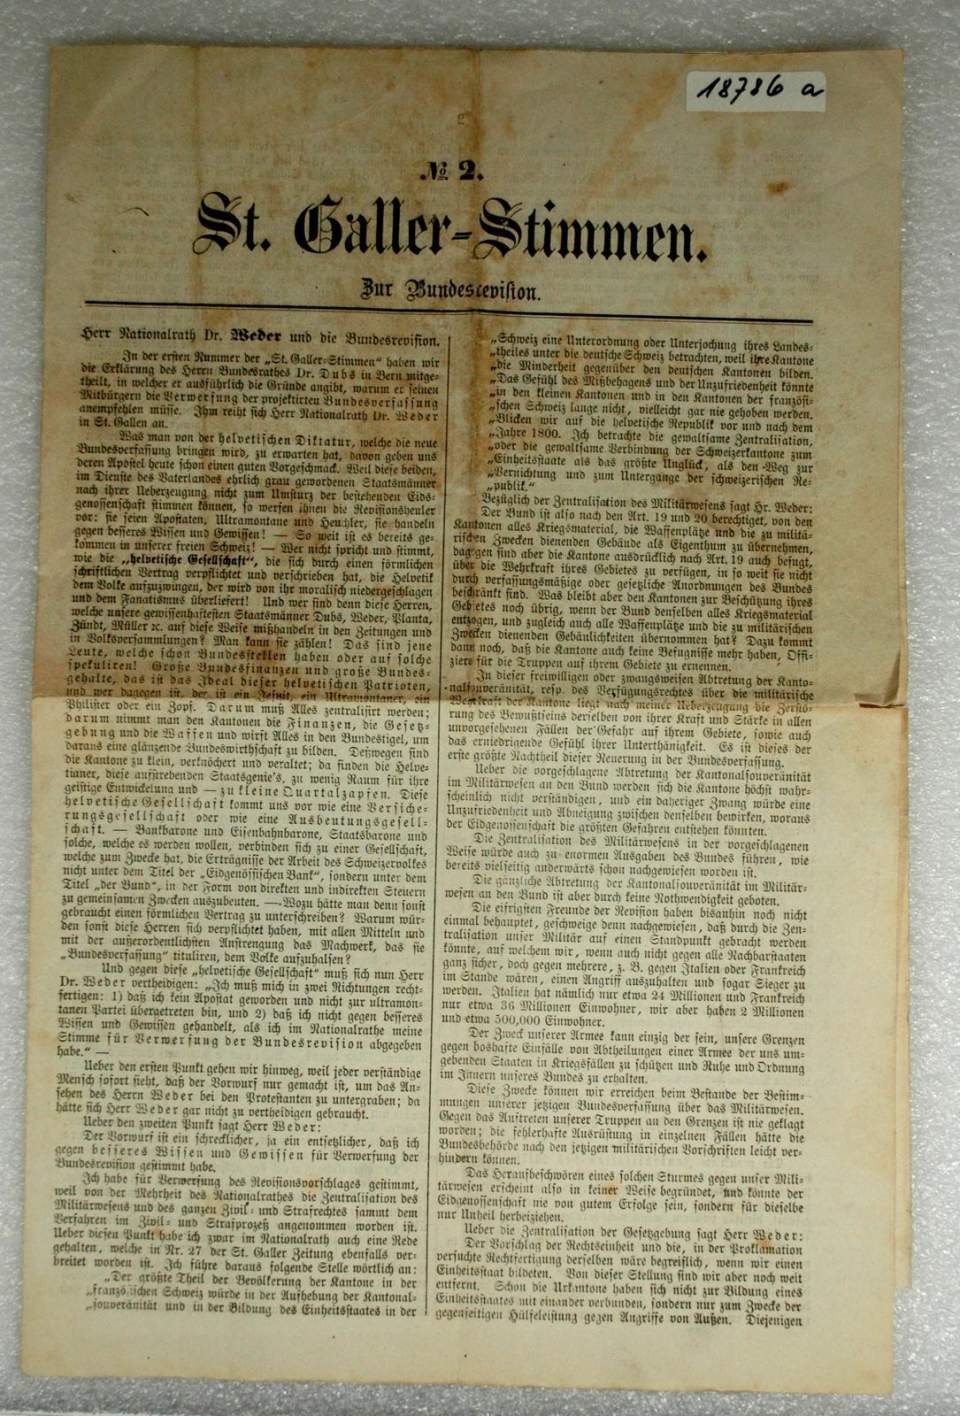 18786 a
№ 2.
St. Galler-Stimmen.
Zur Bundesrevision.
Herr Nationalrath Dr. Weder und die Bundesrevision.
In der ersten Nummer der „St. Galler-Stimmen“ haben wir
die Erklärung des Herrn Bundesrathes Dr. Dubs in Bern mitge-
theilt, in welcher er ausführlich die Gründe angibt, warum er seinen
Mitbürgern die Verwerfung der projektirten Bundesverfassung
anempfehlen müsse. Ihm reiht sich Herr Nationalrath Dr. Weder
in St. Gallen an.
Was man von der helvetischen Diktatur, welche die neue
Bundesverfassung bringen wird, zu erwarten hat, davon geben uns
deren Apostel heute schon einen guten Vorgeschmack. Weil diese beiden,
im Dienste des Vaterlandes ehrlich grau gewordenen Staatsmänner
nach ihrer Ueberzeugung nicht zum Umsturz der bestehenden Eids-
genossenschaft stimmen können, so werfen ihnen die Revisionsheuler
vor: sie seien Apostaten, Ultramontane und Heuchler, sie handeln
gegen besseres Wissen und Gewissen! — So weit ist es bereits ge-
kommen in unserer freien Schweiz! — Wer nicht spricht und stimmt,
wie die „helvetische Gesellschaft“, die sich durch einen förmlichen
schriftlichen Vertrag verpflichtet und verschrieben hat, die Helvetik
dem Volke aufzuzwingen, der wird von ihr moralisch niedergeschlagen
und dem Fanatismus überliefert! Und wer sind denn diese Herren,
welche unsere gewissenhaftesten Staatsmänner Dubs, Weder, Planta,
Zündt, Müller ꝛc. auf diese Weise mißhandeln in den Zeitungen und
in Volksversammlungen? Man kann sie zählen! Das sind jene
Leute, welche schon Bundesstellen haben oder auf solche
spekuliren! Große Bundesfinanzen und große Bundes-
gehalte, das ist das Ideal dieser helvetischen Patrioten,
und wer dagegen ist, der ist ein Jesuit, ein Ultramontaner, ein
Philister oder ein Zopf. Darum muß Alles zentralisirt werden;
darum nimmt man den Kantonen die Finanzen, die Gesetz-
gebung und die Waffen und wirft Alles in den Bundestigel, um
daraus eine glänzende Bundeswirthschaft zu bilden. Deßwegen sind
die Kantone zu klein, verknöchert und veraltet; da finden die Helve-
tianer, diese aufstrebenden Staatsgenie's, zu wenig Raum für ihre
geistige Entwickelung und — zu kleine Quartalzapfen. Diese
helvetische Gesellschaft kommt uns vor wie eine Versiche-
rungsgesellschaft oder wie eine Ausbeutungsgesell-
schaft. — Bankbarone und Eisenbahnbarone, Staatsbarone und
solche, welche es werden wollen, verbinden sich zu einer Gesellschaft,
welche zum Zwecke hat, die Erträgnisse der Arbeit des Schweizervolkes
nicht unter dem Titel der „Eidgenössischen Bank“, sondern unter dem
Titel „der Bund“, in der Form von direkten und indirekten Steuern
zu gemeinsamen Zwecken auszubeuten. — Wozu hätte man denn sonst
gebraucht einen förmlichen Vertrag zu unterschreiben? Warum wür-
den sonst diese Herren sich verpflichtet haben, mit allen Mitteln und
mit der außerordentlichsten Anstrengung das Machwerk, das sie
„Bundesverfassung“ tituliren, dem Volke aufzuhalsen?
Und gegen diese „helvetische Gesellschaft“ muß sich nun Herr
Dr. Weder vertheidigen: „Ich muß mich in zwei Richtungen recht-
fertigen: 1) daß ich kein Apostat geworden und nicht zur ultramon-
tanen Partei übergetreten bin, und 2) daß ich nicht gegen besseres
Wissen und Gewissen gehandelt, als ich im Nationalrathe meine
Stimme für Verwerfung der Bundesrevision abgegeben
habe.“ —
Ueber den ersten Punkt gehen wir hinweg, weil jeder verständige
Mensch sofort sieht, daß der Vorwurf nur gemacht ist, um das An-
sehen des Herrn Weder bei den Protestanten zu untergraben; da
hätte sich Herr Weder gar nicht zu vertheidigen gebraucht.
Ueber den zweiten Punkt sagt Herr Weder:
Der Vorwurf ist ein schrecklicher, ja ein entsetzlicher, daß ich
gegen besseres Wissen und Gewissen für Verwerfung der
Bundesrevision gestimmt habe.
Ich habe für Verwerfung des Revisionsvorschlages gestimmt,
weil von der Mehrheit des Nationalrathes die Zentralisation des
Militärwesens und des ganzen Zivil- und Strafrechtes sammt dem
Verfahren im Zivil- und Strafprozeß angenommen worden ist.
Ueber diesen Punkt habe ich zwar im Nationalrath auch eine Rede
gehalten, welche in Nr. 27 der St. Galler Zeitung ebenfalls ver-
breitet worden ist. Ich führe daraus folgende Stelle wörtlich an:
„Der größte Theil der Bevölkerung der Kantone in der
„französischen Schweiz würde in der Aufhebung der Kantonal-
„souveränität und in der Bildung des Einheitsstaates in der
„Schweiz eine Unterordnung oder Unterjochung ihres Landes-
„theiles unter die deutsche Schweiz betrachten, weil ihre Kantone
„die Minderheit gegenüber den deutschen Kantonen bilden.
„Das Gefühl des Mißbehagens und der Unzufriedenheit könnte
„in den kleinen Kantonen und in den Kantonen der französi-
„schen Schweiz lange nicht, vielleicht gar nie gehoben werden.
„Blicken wir auf die helvetische Republik vor und nach dem
„Jahre 1800. Ich betrachte die gewaltsame Zentralisation,
„oder die gewaltsame Verbindung der Schweizerkantone zum
„Einheitsstaate als das größte Unglück, als den Weg zur
„Vernichtung und zum Untergange der schweizerischen Re-
„publik.“
Bezüglich der Zentralisation des Militärwesens sagt Hr. Weder:
Der Bund ist also nach den Art. 19 und 20 berechtiget, von den
Kantonen alles Kriegsmaterial, die Waffenplätze und die zu militä-
rischen Zwecken dienenden Gebäude als Eigenthum zu übernehmen,
dagegen sind aber die Kantone ausdrücklich nach Art. 19 auch befugt,
über die Wehrkraft ihres Gebietes zu verfügen, in so weit sie nicht
durch verfassungsmäßige oder gesetzliche Anordnungen des Bundes
beschränkt sind. Was bleibt aber den Kantonen zur Beschützung ihres
Gebietes noch übrig, wenn der Bund denselben alles Kriegsmaterial
entzogen, und zugleich auch alle Waffenplätze und die zu militärischen
Zwecken dienenden Gebäulichkeiten übernommen hat? Dazu kommt
dann noch, daß die Kantone auch keine Befugnisse mehr haben, Offi-
ziere für die Truppen auf ihrem Gebiete zu ernennen.
In dieser freiwilligen oder zwangsweisen Abtretung der Kanto-
nalsouveränität, resp. des Verfügungsrechtes über die militärische
Wehrkraft der Kantone liegt nach meiner Ueberzeugung die Zerstö-
rung des Bewußtseins derselben von ihrer Kraft und Stärke in allen
unvorgesehenen Fällen der Gefahr auf ihrem Gebiete, sowie auch
das erniedrigende Gefühl ihrer Unterthänigkeit. Es ist dieses der
erste größte Nachtheil dieser Neuerung in der Bundesverfassung.
Ueber die vorgeschlagene Abtretung der Kantonalsouveränität
im Militärwesen an den Bund werden sich die Kantone höchst wahr-
scheinlich nicht verständigen, und ein daheriger Zwang würde eine
Unzufriedenheit und Abneigung zwischen denselben bewirken, woraus
der Eidgenossenschaft die größten Gefahren entstehen könnten.
Die Zentralisation des Militärwesens in der vorgeschlagenen
Weise würde auch zu enormen Ausgaben des Bundes führen, wie
bereits vielseitig anderwärts schon nachgewiesen worden ist.
Die gänzliche Abtretung der Kantonalsouveränität im Militär-
wesen an den Bund ist aber durch keine Nothwendigkeit geboten.
Die eifrigsten Freunde der Revision haben bisanhin noch nicht
einmal behauptet, geschweige denn nachgewiesen, daß durch die Zen-
tralisation unser Militär auf einen Standpunkt gebracht werden
könnte, auf welchem wir, wenn auch nicht gegen alle Nachbarstaaten
ganz sicher, doch gegen mehrere, z. B. gegen Italien oder Frankreich
im Stande wären, einen Angriff auszuhalten und sogar Sieger zu
werden. Italien hat nämlich nur etwa 24 Millionen und Frankreich
nur etwa 36 Millionen Einwohner, wir aber haben 2 Millionen
und etwa 500,000 Einwohner.
Der Zweck unserer Armee kann einzig der sein, unsere Grenzen
gegen boshafte Einfälle von Abtheilungen einer Armee der uns um-
gebenden Staaten in Kriegsfällen zu schützen und Ruhe und Ordnung
im Innern unseres Bundes zu erhalten.
Diese Zwecke können wir erreichen beim Bestande der Bestim-
mungen unserer jetzigen Bundesverfassung über das Militärwesen.
Gegen das Auftreten unserer Truppen an den Grenzen ist nie geklagt
worden; die fehlerhafte Ausrüstung in einzelnen Fällen hätte die
Bundesbehörde nach den jetzigen militärischen Vorschriften leicht ver-
hindern können.
Das Heraufbeschwören eines solchen Sturmes gegen unser Mili-
tärwesen erscheint also in keiner Weise begründet, und könnte der
Eidgenossenschaft nie von gutem Erfolge sein, sondern für dieselbe
nur Unheil herbeiziehen.
Ueber die Zentralisation der Gesetzgebung sagt Herr Weder:
Der Vorschlag der Rechtseinheit und die, in der Proklamation
versuchte Rechtfertigung derselben wäre begreiflich, wenn wir einen
Einheitsstaat bildeten. Von dieser Stellung sind wir aber noch weit
entfernt. Schon die Urkantone haben sich nicht zur Bildung eines
Einheitsstaates mit einander verbunden, sondern nur zum Zwecke der
gegenseitigen Hülfeleistung gegen Angriffe von Außen. Diejenigen